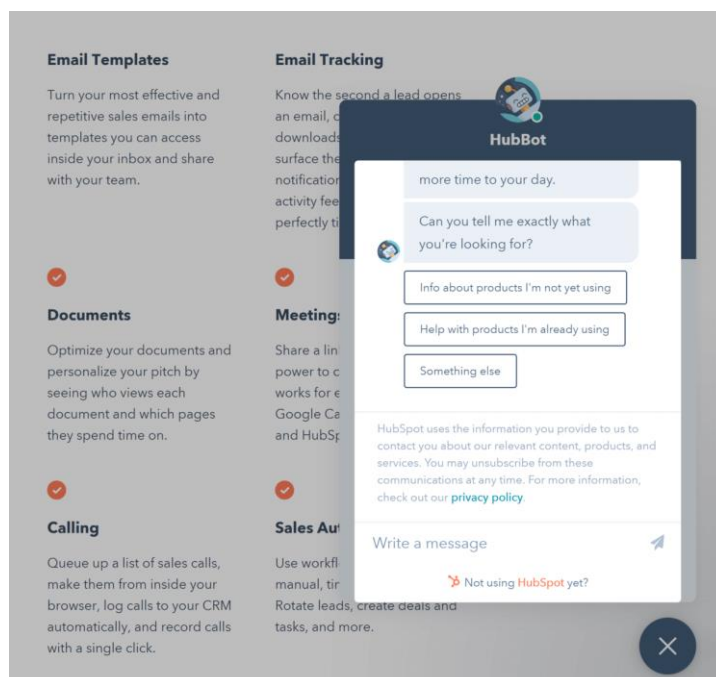 Email Templates
Turn your most effective and
repetitive sales emails into
templates you can access
inside your inbox and share
with your team.
Email Tracking
Know the second a lead opens
an email,
downloads
surface the
notification
activity fee
perfectly ti
Documents
Optimize your documents and
personalize your pitch by
seeing who views each
document and which pages
they spend time on.
Meetings
Share a lin
power to c
works for e
Google Ca
and HubSp
Calling
Queue up a list of sales calls,
make them from inside your
browser, log calls to your CRM
automatically, and record calls
with a single click.
Sales Aut
Use workfl
manual, tim
Rotate leads, create deals and
tasks, and more.
HubBot
more time to your day.
Can you tell me exactly what
you're looking for?
Info about products I'm not yet using
Help with products I'm already using
Something else
HubSpot uses the information you provide to us to
contact you about our relevant content, products, and
services. You may unsubscribe from these
communications at any time. For more information,
check out our privacy policy.
Write a message
Not using HubSpot yet?